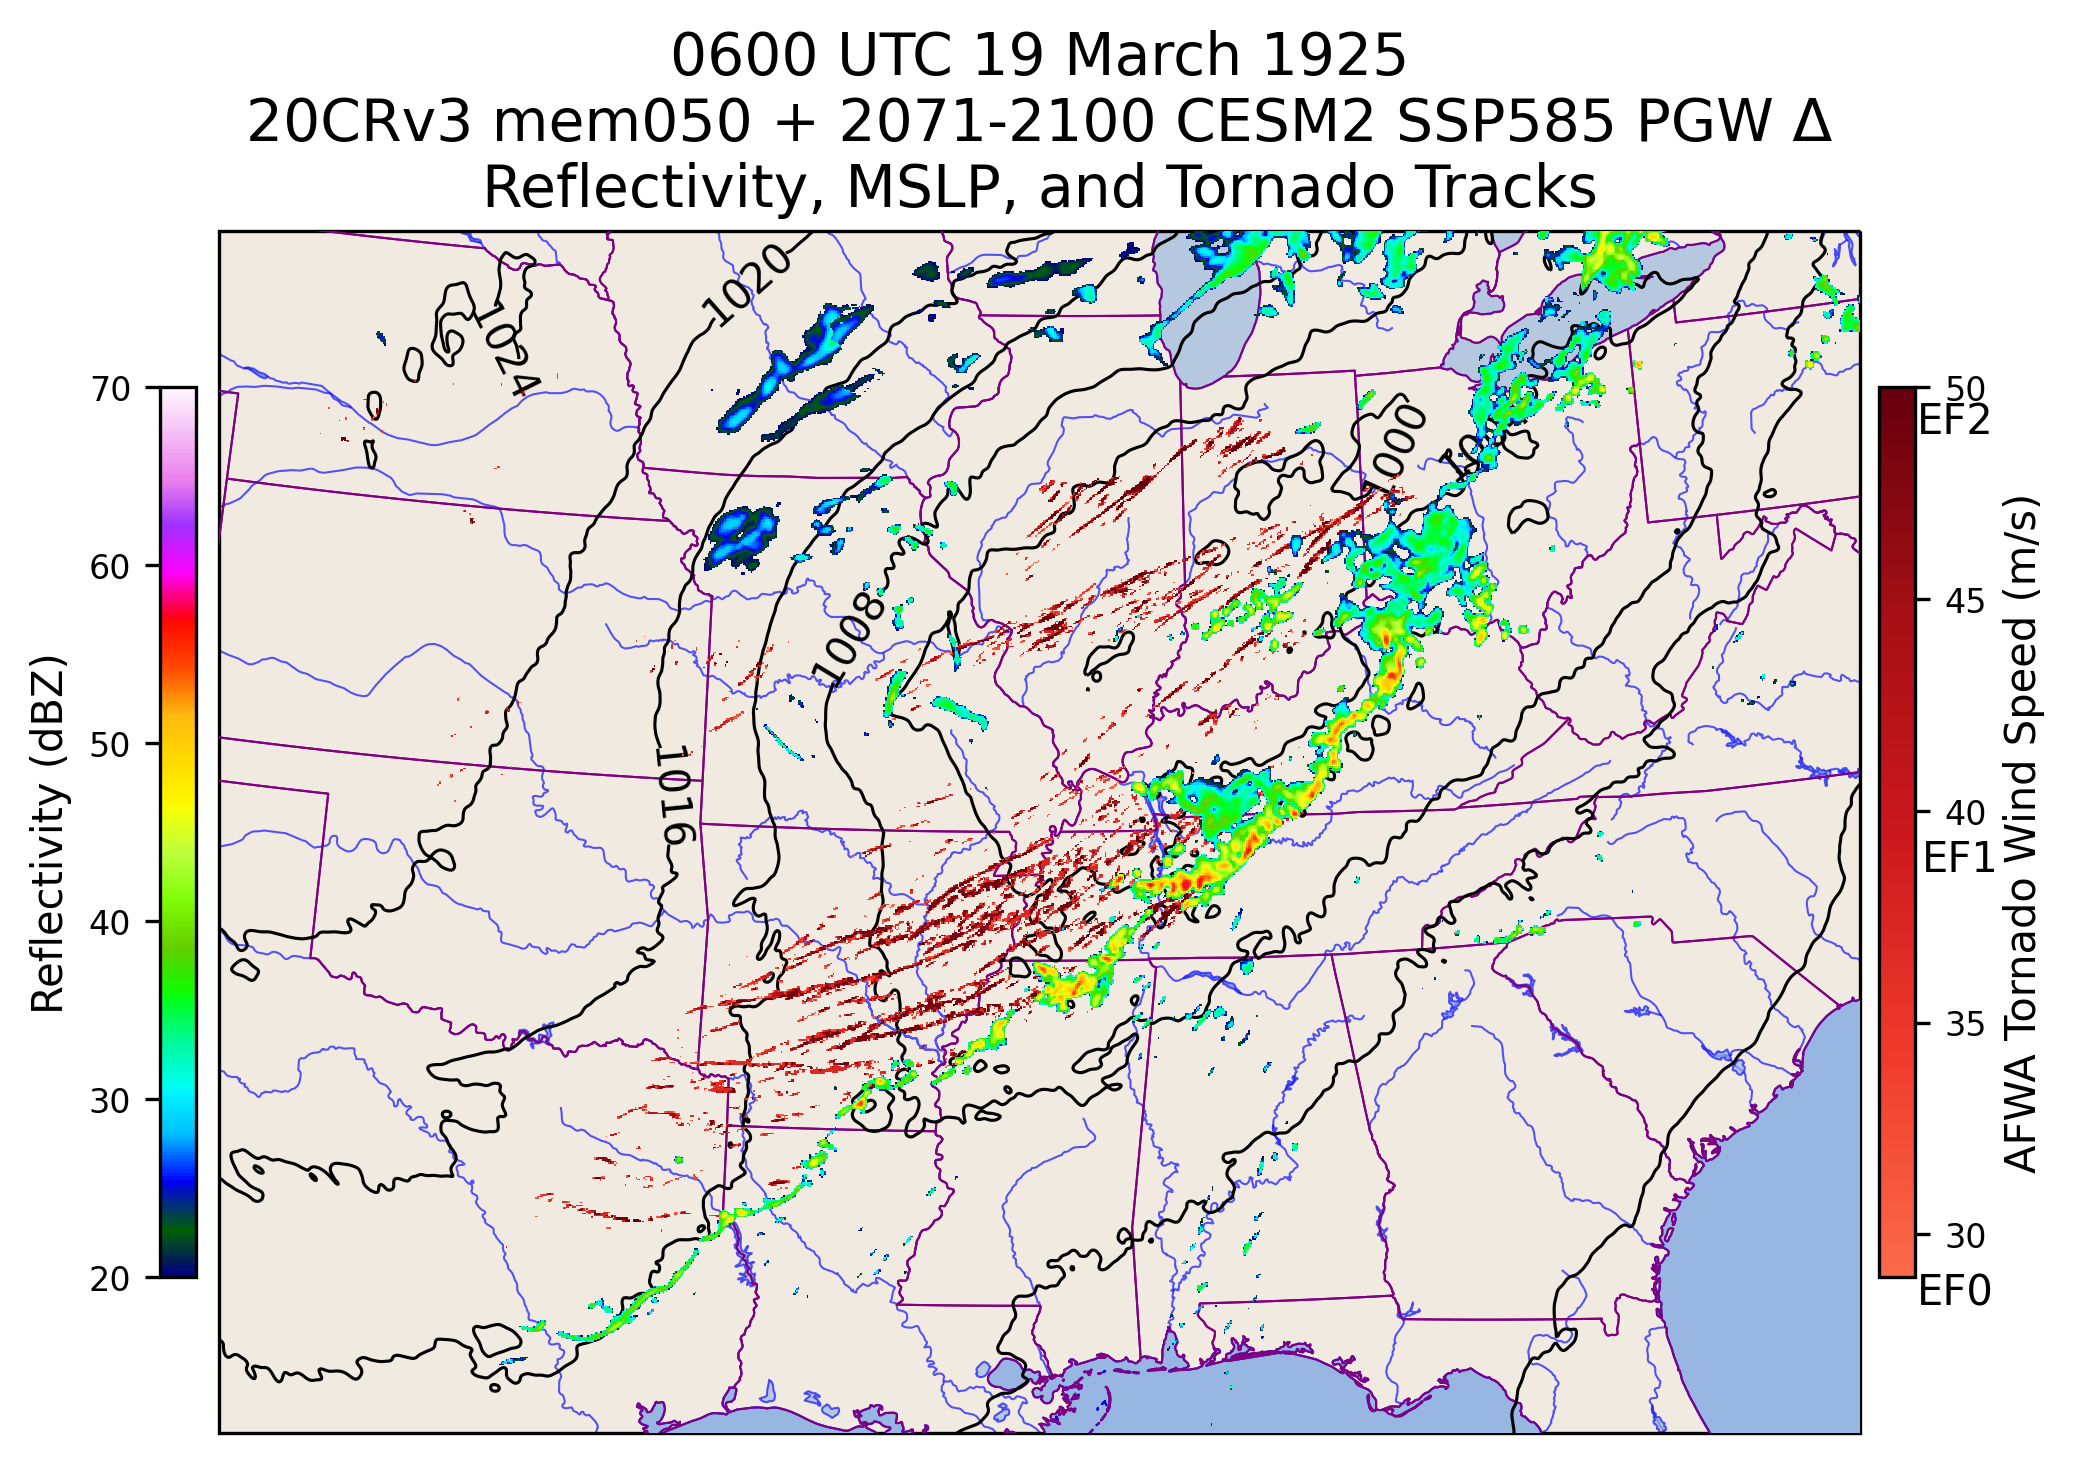 0600 UTC 19 March 1925
20CRv3 mem050 + 2071-2100 CESM2 SSP585 PGW Δ
Reflectivity, MSLP, and Tornado Tracks
Reflectivity (dBZ)
70
60
50
40
30
20
1020
1024
1000
10
1008
1016
50
EF2
45
40
EF1
35
30
EF0
AFWA Tornado Wind Speed (m/s)